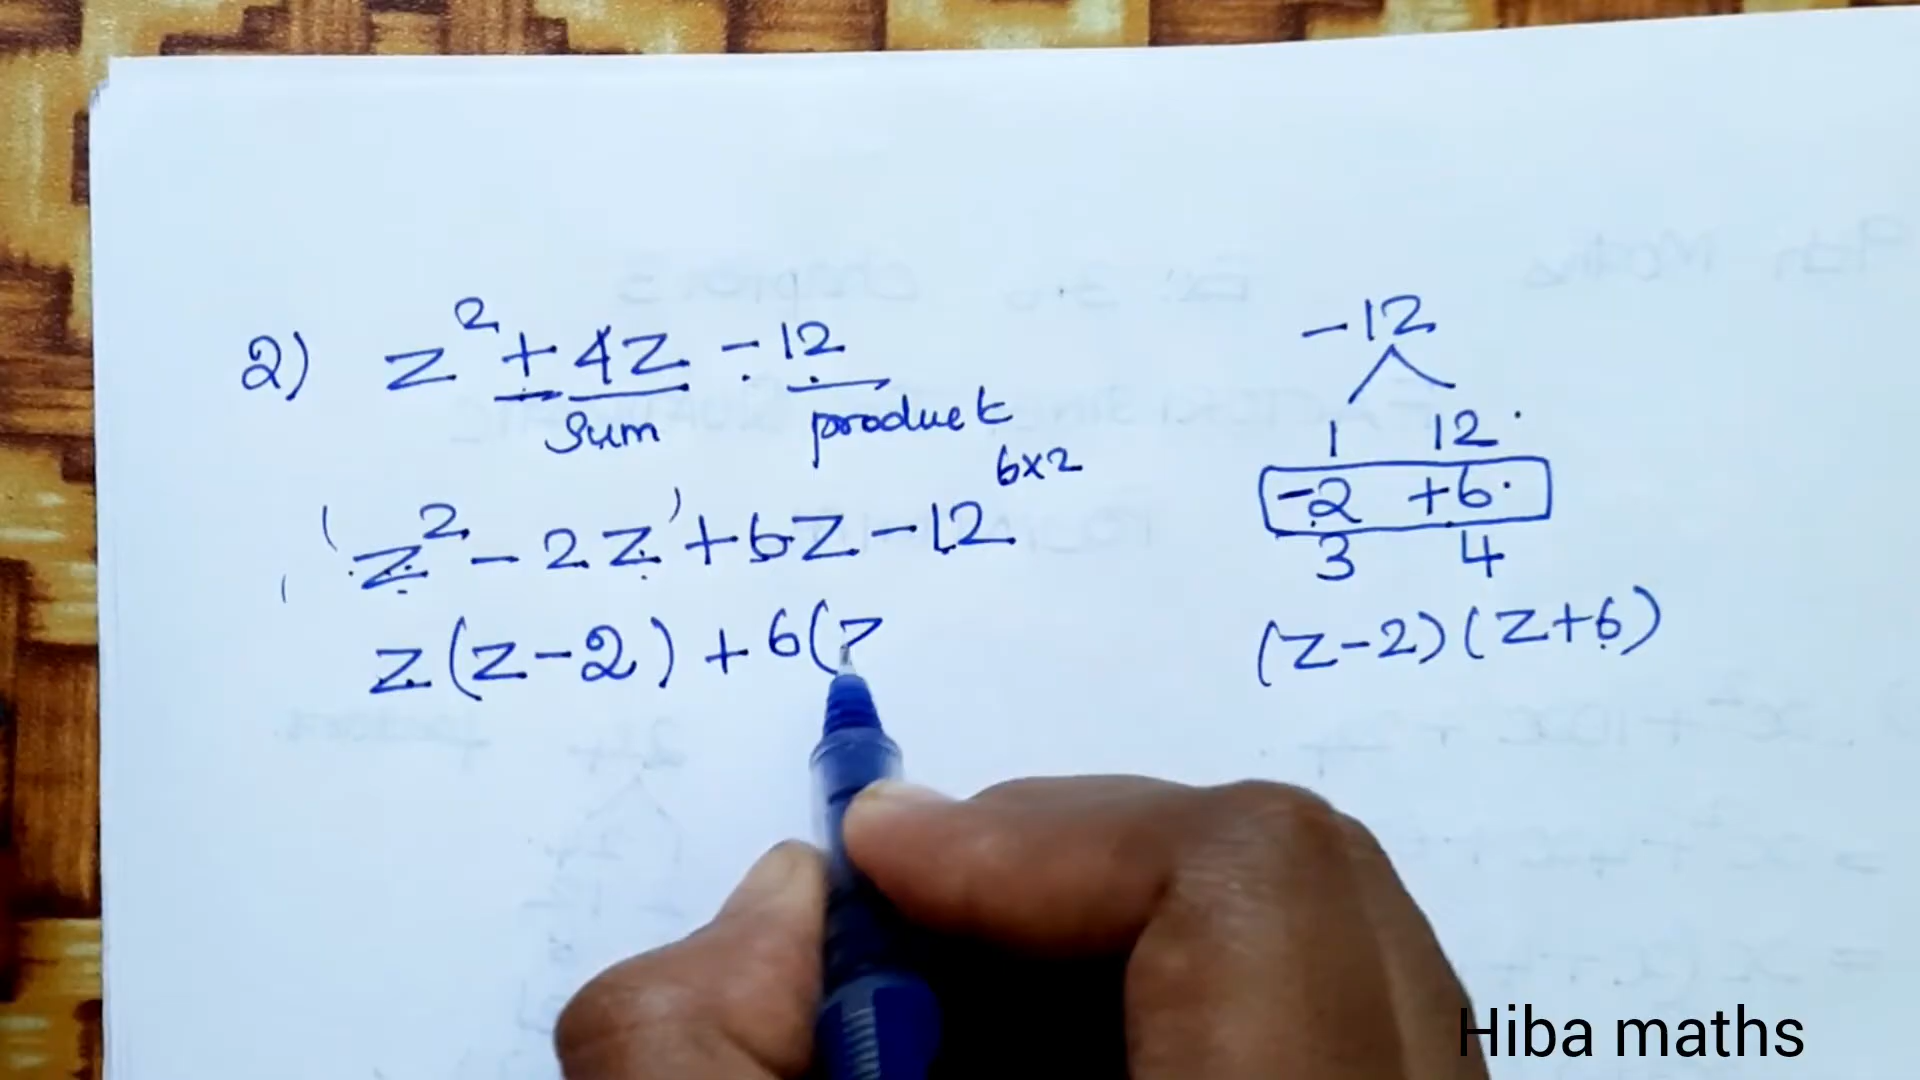 2) z² + 4z - 12
Sum product
6x2
z² - 2z + 6z - 12
z(z-2) + 6(z
-12
1 12
-2 +6
3 4
(z-2)(z+6)
Hiba maths